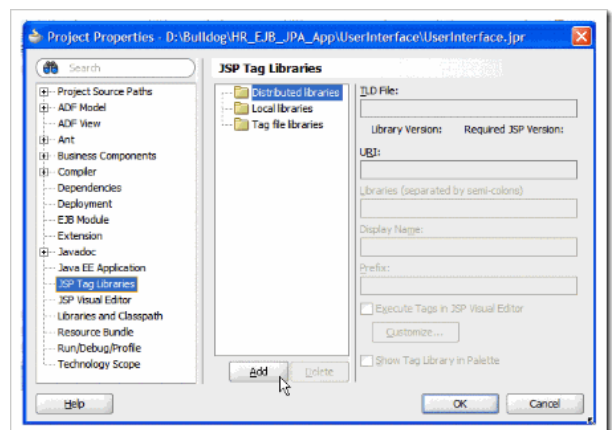 Project Properties - D:\Bulldog\HR_EJB_JPA_App\UserInterface\UserInterface.jpr
Search
Project Source Paths
ADF Model
ADF View
Ant
Business Components
Compiler
Dependencies
Deployment
EJB Module
Extension
Javadoc
Java EE Application
JSP Tag Libraries
JSP Visual Editor
Libraries and Classpath
Resource Bundle
Run/Debug/Profile
Technology Scope
JSP Tag Libraries
Distributed libraries
Local libraries
Tag file libraries
TLD File:
Library Version: Required JSP Version:
URI:
Libraries (separated by semi-colons)
Display Name:
Prefix:
Execute Tags in JSP Visual Editor
Customize...
Show Tag Library in Palette
Add Delete
Help OK Cancel